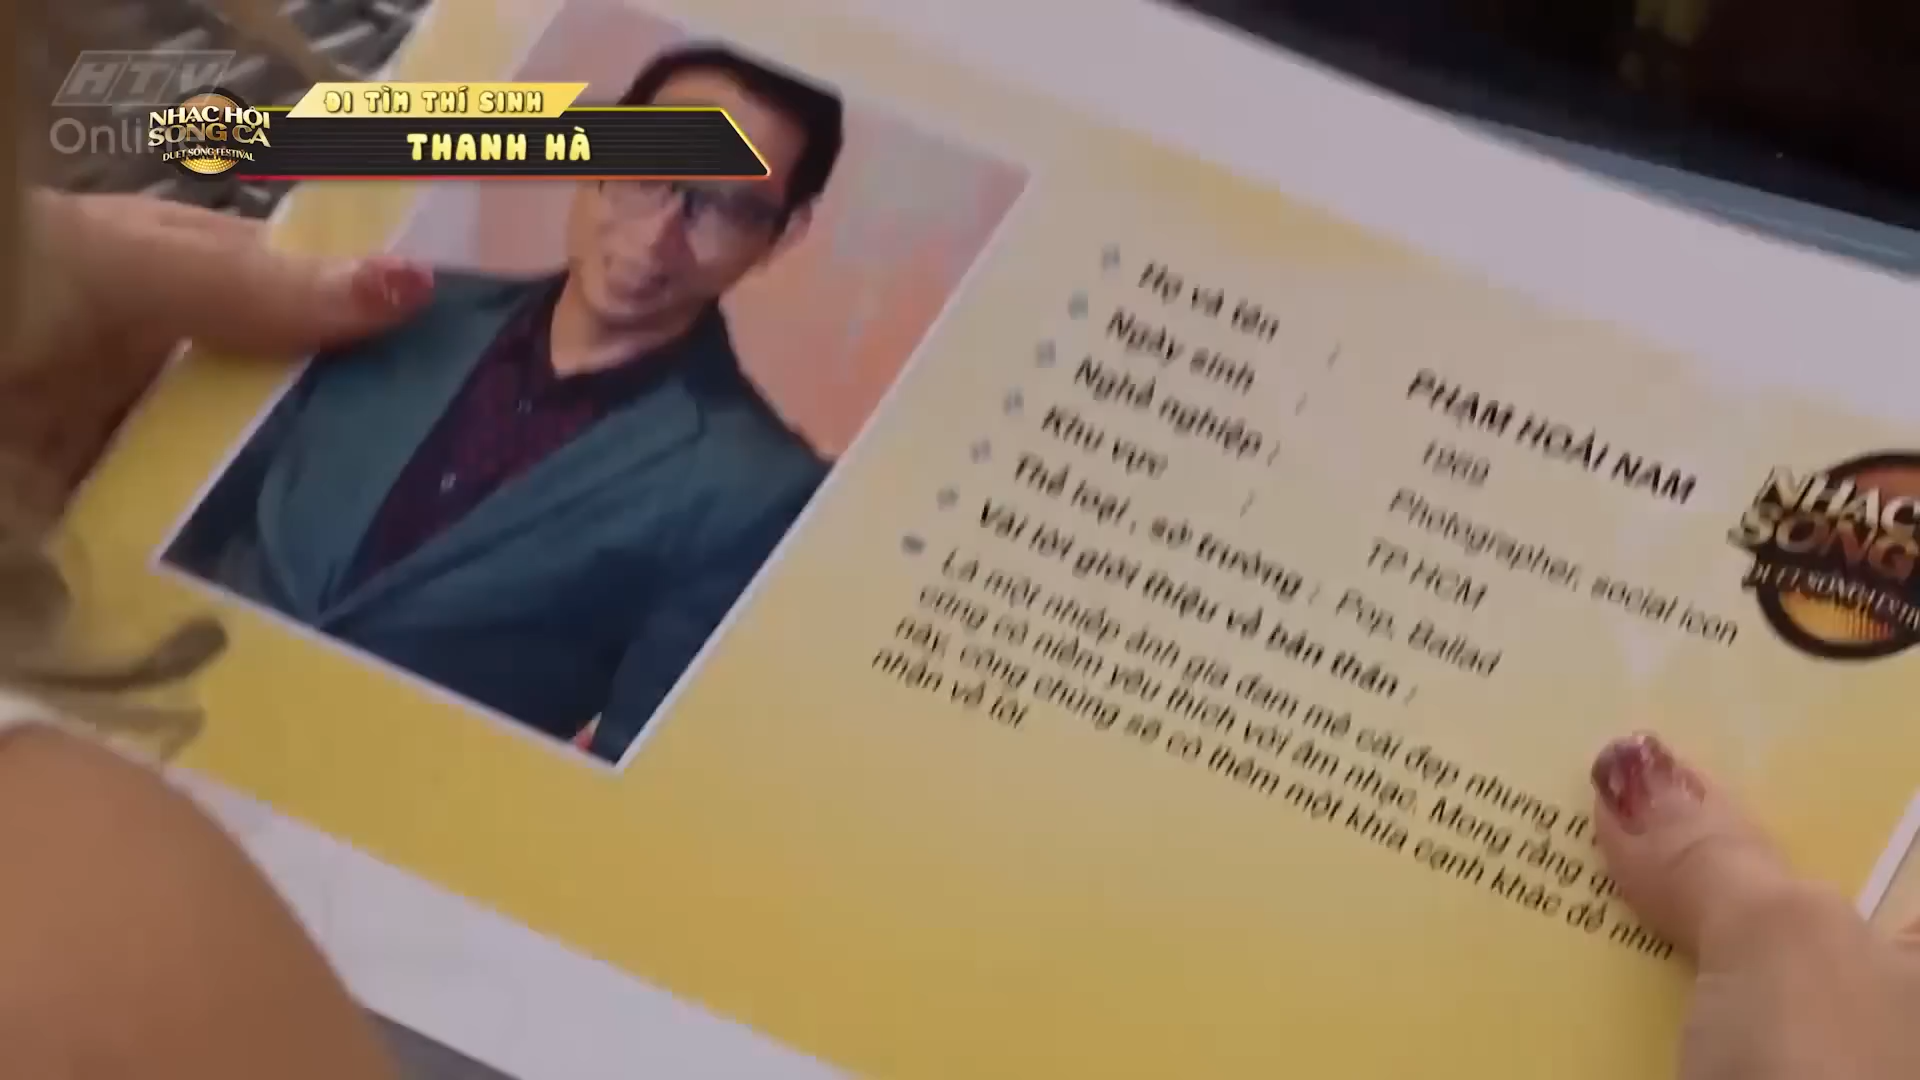 HTV
Online
NHẠC HỘI
SONG CA
DUET SONG FESTIVAL
ĐI TÌM THÍ SINH
THANH HÀ
Họ và tên : PHẠM HOÀI NAM
Ngày sinh : 1989
Nghề nghiệp : Photographer, social icon
Khu vực : TP HCM
Thể loại , sở trường : Pop, Ballad
Vài lời giới thiệu về bản thân :
Là một nhiếp ảnh gia đam mê cái đẹp nhưng ít
cũng có niềm yêu thích với âm nhạc. Mong rằng
này, công chúng sẽ có thêm một khía cạnh khác để nhìn
nhận về tôi
NHẠC
SONG